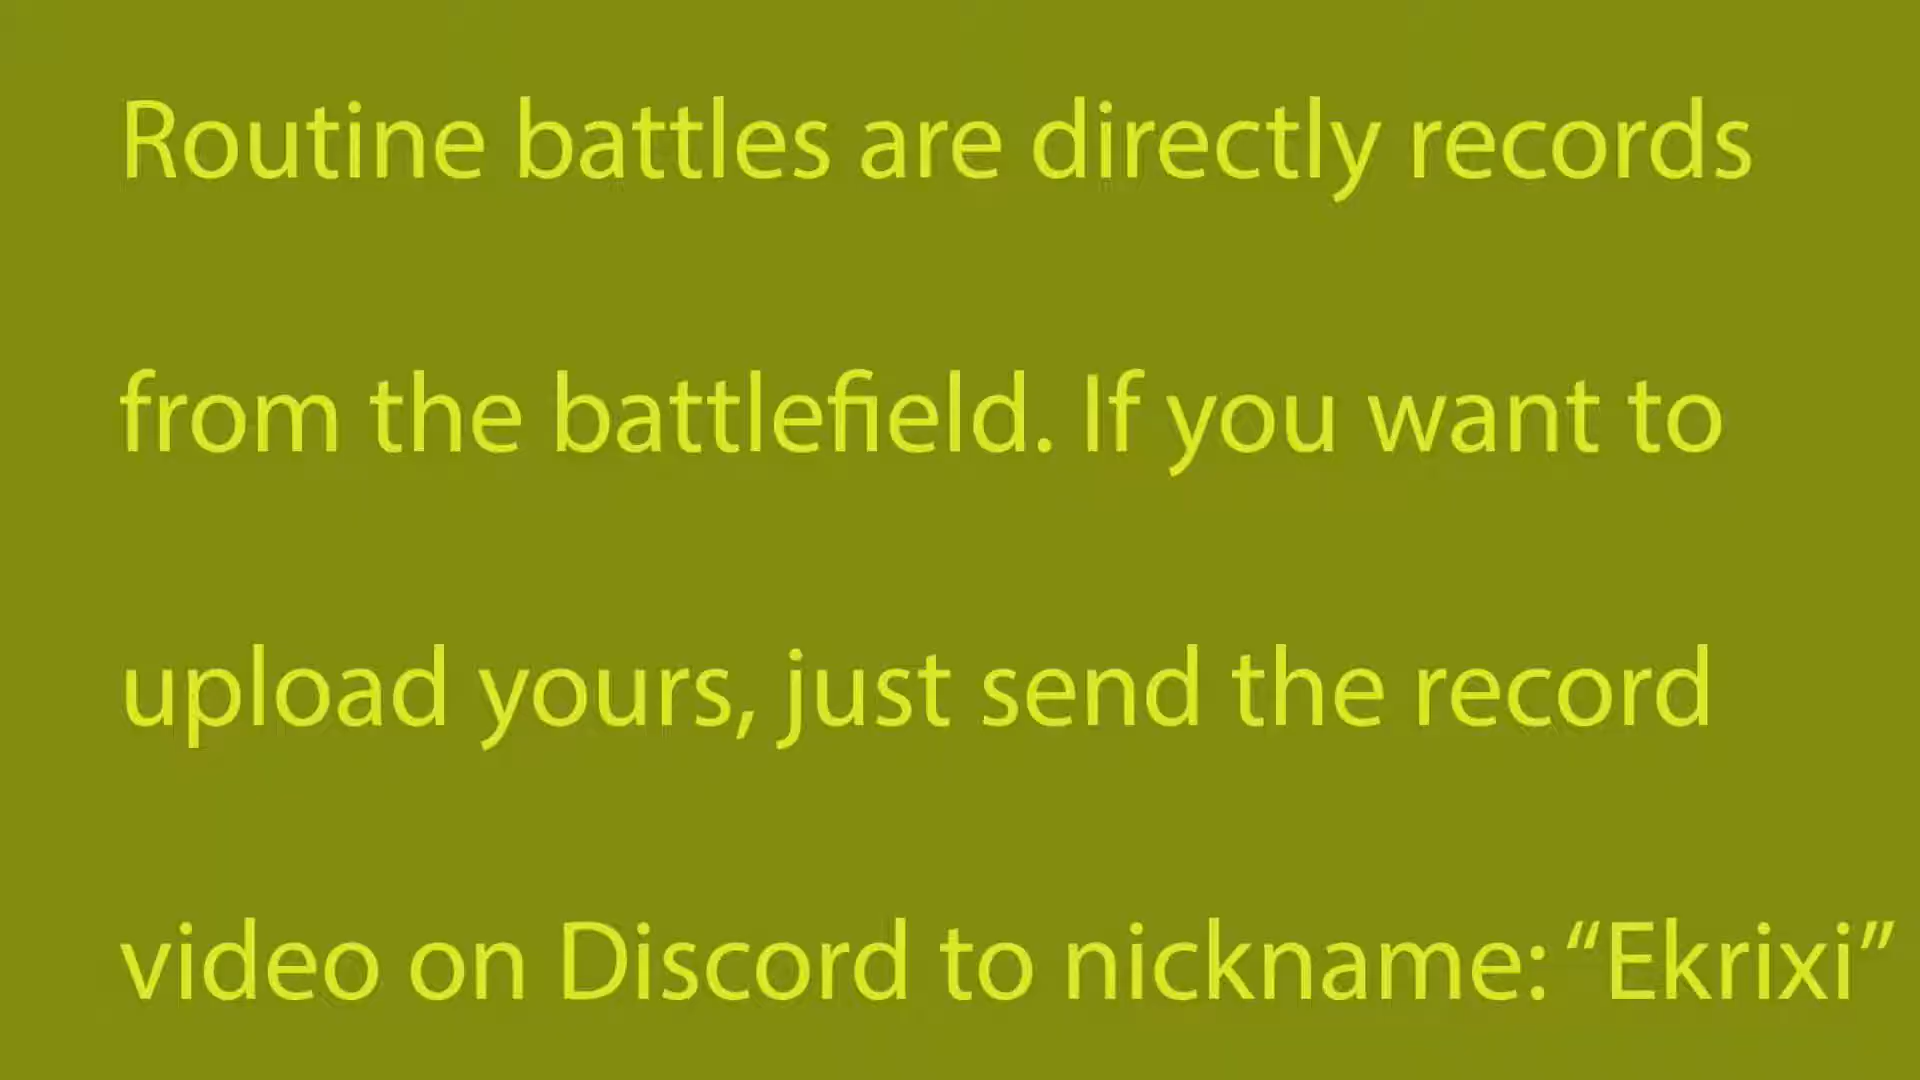 Routine battles are directly records
from the battlefield. If you want to
upload yours, just send the record
video on Discord to nickname: “Ekrixi”